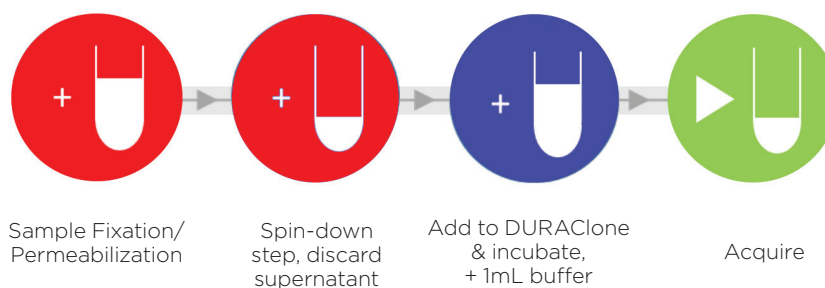 +
+
+
Sample Fixation/
Permeabilization
Spin-down
step, discard
supernatant
Add to DURAClone
& incubate,
+ 1mL buffer
Acquire